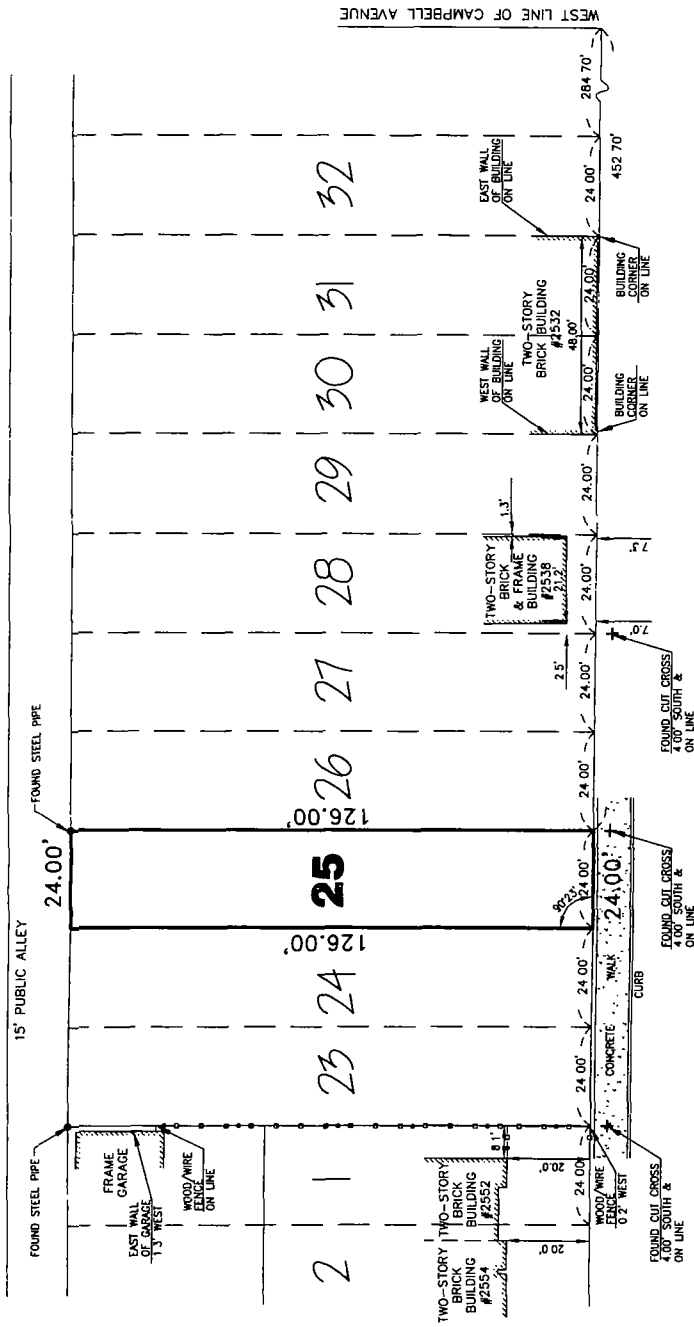 WEST LINE OF CAMPBELL AVENUE
15' PUBLIC ALLEY
FOUND STEEL PIPE
24.00'
FOUND STEEL PIPE
FRAME
GARAGE
EAST WALL
OF GARAGE
1 3' WEST
WOOD/WIRE
FENCE
ON LINE
2
1
23
24
126.00'
25
126.00'
26
27
28
29
30
31
32
TWO-STORY
BRICK
BUILDING
#2554
TWO-STORY
BRICK
BUILDING
#2552
8.1'
20.0'
20.0'
90°23'
TWO-STORY
BRICK
& FRAME
BUILDING
#2538
21.2'
1.3'
2 5'
7.0'
7.3'
WEST WALL
OF BUILDING
ON LINE
TWO-STORY
BRICK BUILDING
#2532
48.00'
EAST WALL
OF BUILDING
ON LINE
24 00'
24 00'
24 00'
24 00'
24 00'
24.00'
24.00'
24.00'
24.00'
24.00'
24 00'
284 70'
452 70'
24.00'
WOOD/WIRE
FENCE
0 2' WEST
CONCRETE
WALK
CURB
FOUND CUT CROSS
4.00' SOUTH &
ON LINE
FOUND CUT CROSS
4 00' SOUTH &
ON LINE
FOUND CUT CROSS
4 00' SOUTH &
ON LINE
BUILDING
CORNER
ON LINE
BUILDING
CORNER
ON LINE